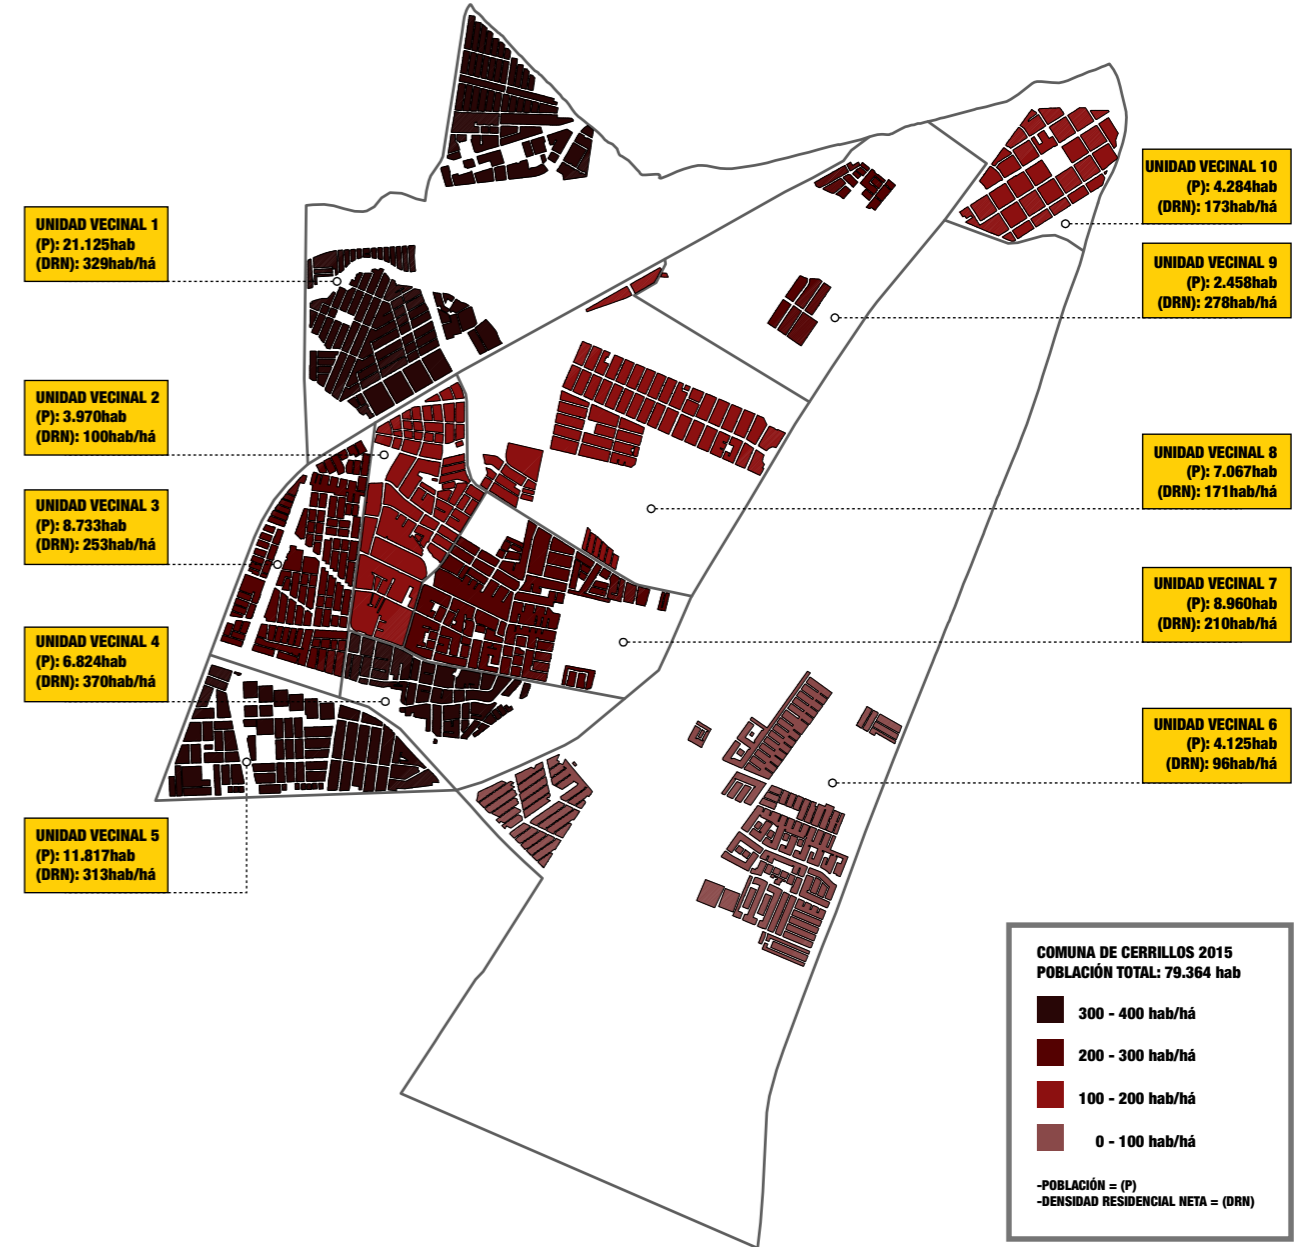 UNIDAD VECINAL 1
(P): 21.125hab
(DRN): 329hab/há
UNIDAD VECINAL 2
(P): 3.970hab
(DRN): 100hab/há
UNIDAD VECINAL 3
(P): 8.733hab
(DRN): 253hab/há
UNIDAD VECINAL 4
(P): 6.824hab
(DRN): 370hab/há
UNIDAD VECINAL 5
(P): 11.817hab
(DRN): 313hab/há
UNIDAD VECINAL 10
(P): 4.284hab
(DRN): 173hab/há
UNIDAD VECINAL 9
(P): 2.458hab
(DRN): 278hab/há
UNIDAD VECINAL 8
(P): 7.067hab
(DRN): 171hab/há
UNIDAD VECINAL 7
(P): 8.960hab
(DRN): 210hab/há
UNIDAD VECINAL 6
(P): 4.125hab
(DRN): 96hab/há
COMUNA DE CERRILLOS 2015
POBLACIÓN TOTAL: 79.364 hab
300 - 400 hab/há
200 - 300 hab/há
100 - 200 hab/há
0 - 100 hab/há
-POBLACIÓN = (P)
-DENSIDAD RESIDENCIAL NETA = (DRN)